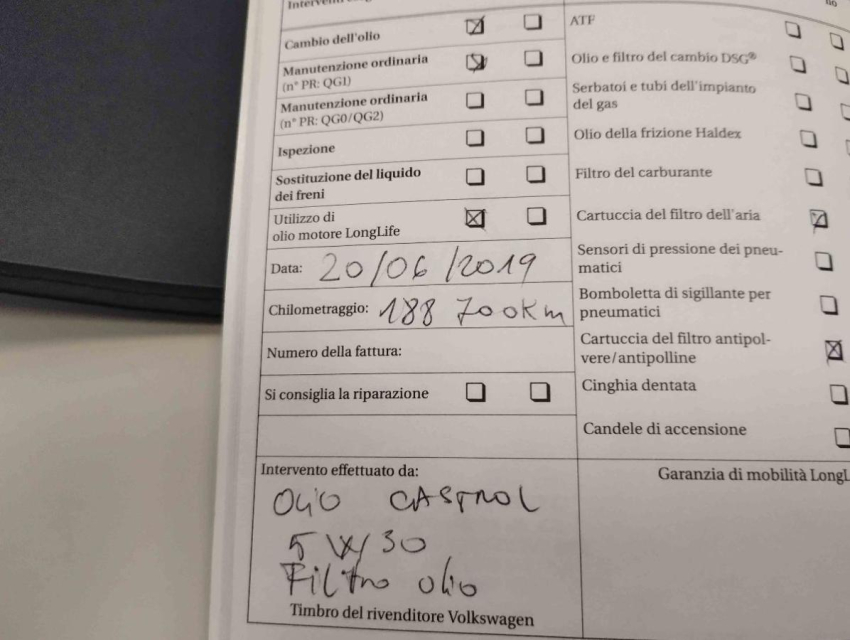 Cambio dell'olio
Manutenzione ordinaria
(n° PR: QG1)
Manutenzione ordinaria
(n° PR: QG0/QG2)
Ispezione
Sostituzione del liquido
dei freni
Utilizzo di
olio motore LongLife
Data: 20/06/2019
Chilometraggio: 188 700km
Numero della fattura:
Si consiglia la riparazione
Intervento effettuato da:
Olio CASTROL
5W/30
Filtro olio
Timbro del rivenditore Volkswagen
ATF
Olio e filtro del cambio DSG®
Serbatoi e tubi dell'impianto
del gas
Olio della frizione Haldex
Filtro del carburante
Cartuccia del filtro dell'aria
Sensori di pressione dei pneu-
matici
Bomboletta di sigillante per
pneumatici
Cartuccia del filtro antipol-
vere/antipolline
Cinghia dentata
Candele di accensione
Garanzia di mobilità LongL